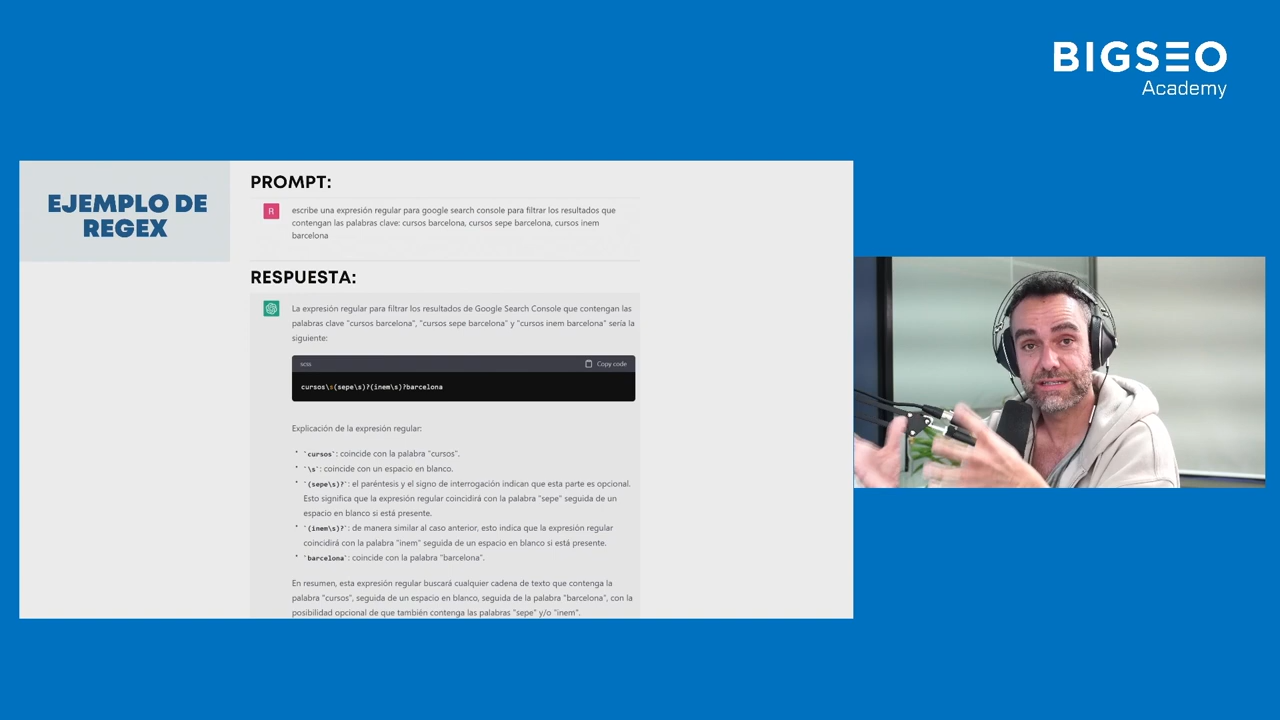 BIGSEO
Academy
EJEMPLO DE
REGEX
PROMPT:
R
escribe una expresión regular para google search console para filtrar los resultados que
contengan las palabras clave: cursos barcelona, cursos sepe barcelona, cursos inem
barcelona
RESPUESTA:
La expresión regular para filtrar los resultados de Google Search Console que contengan las
palabras clave "cursos barcelona", "cursos sepe barcelona" y "cursos inem barcelona" sería la
siguiente:
scss
Copy code
cursos\s(sepe\s)?(inem\s)?barcelona
Explicación de la expresión regular:
• `cursos`: coincide con la palabra "cursos".
• `\s`: coincide con un espacio en blanco.
• `(sepe\s)?`: el paréntesis y el signo de interrogación indican que esta parte es opcional.
Esto significa que la expresión regular coincidirá con la palabra "sepe" seguida de un
espacio en blanco si está presente.
• `(inem\s)?`: de manera similar al caso anterior, esto indica que la expresión regular
coincidirá con la palabra "inem" seguida de un espacio en blanco si está presente.
• `barcelona`: coincide con la palabra "barcelona".
En resumen, esta expresión regular buscará cualquier cadena de texto que contenga la
palabra "cursos", seguida de un espacio en blanco, seguida de la palabra "barcelona", con la
posibilidad opcional de que también contenga las palabras "sepe" y/o "inem".